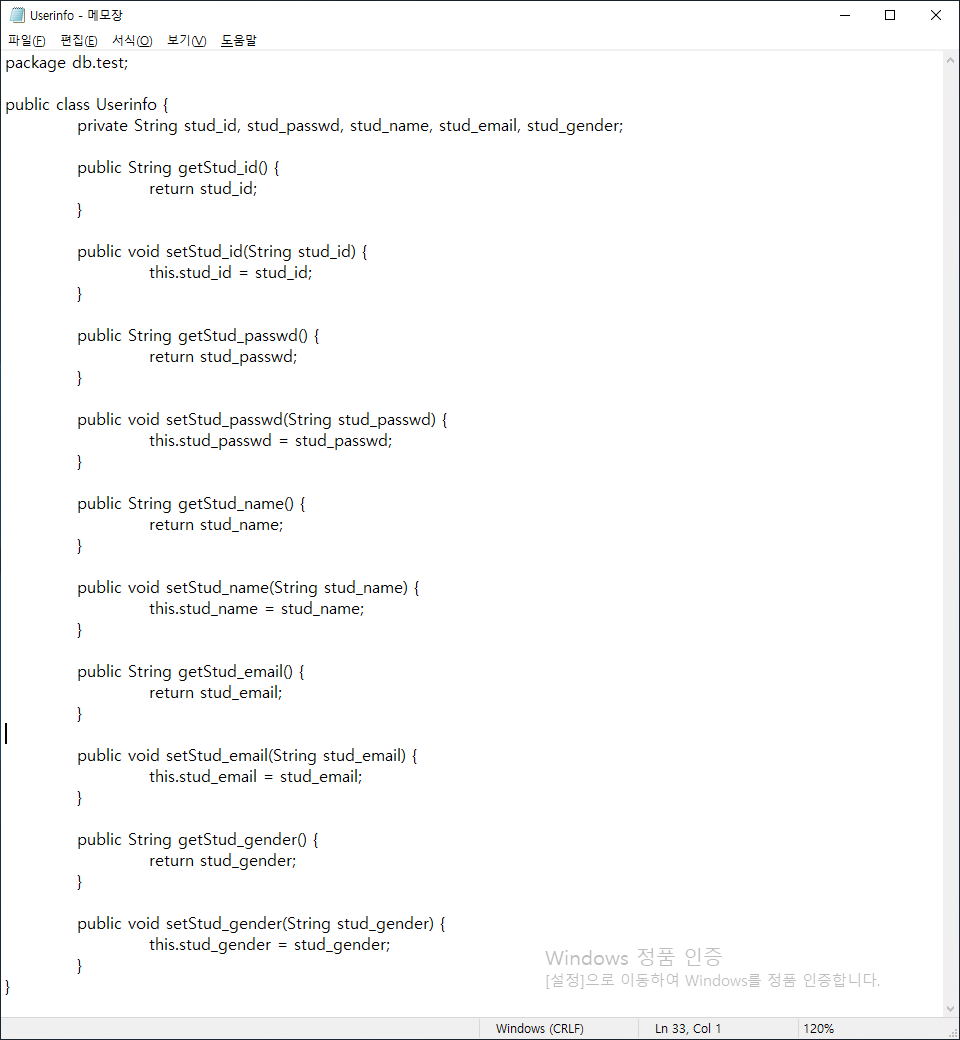 Userinfo - 메모장
파일(F) 편집(E) 서식(O) 보기(V) 도움말
package db.test;
public class Userinfo {
private String stud_id, stud_passwd, stud_name, stud_email, stud_gender;
public String getStud_id() {
return stud_id;
}
public void setStud_id(String stud_id) {
this.stud_id = stud_id;
}
public String getStud_passwd() {
return stud_passwd;
}
public void setStud_passwd(String stud_passwd) {
this.stud_passwd = stud_passwd;
}
public String getStud_name() {
return stud_name;
}
public void setStud_name(String stud_name) {
this.stud_name = stud_name;
}
public String getStud_email() {
return stud_email;
}
public void setStud_email(String stud_email) {
this.stud_email = stud_email;
}
public String getStud_gender() {
return stud_gender;
}
public void setStud_gender(String stud_gender) {
this.stud_gender = stud_gender;
}
}
Windows 정품 인증
[설정]으로 이동하여 Windows를 정품 인증합니다.
Windows (CRLF) Ln 33, Col 1 120%